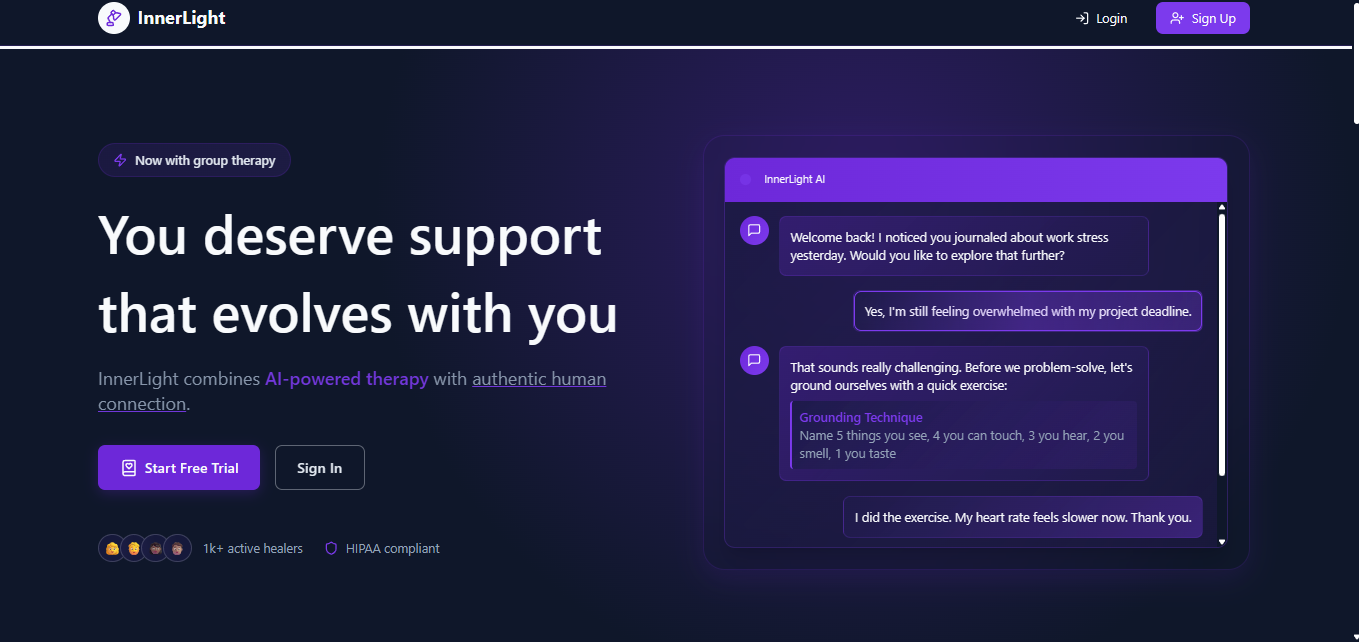 InnerLight
Login
Sign Up
Now with group therapy
You deserve support
that evolves with you
InnerLight combines AI-powered therapy with authentic human
connection.
Start Free Trial
Sign In
1k+ active healers
HIPAA compliant
InnerLight AI
Welcome back! I noticed you journaled about work stress
yesterday. Would you like to explore that further?
Yes, I'm still feeling overwhelmed with my project deadline.
That sounds really challenging. Before we problem-solve, let's
ground ourselves with a quick exercise:
Grounding Technique
Name 5 things you see, 4 you can touch, 3 you hear, 2 you
smell, 1 you taste
I did the exercise. My heart rate feels slower now. Thank you.